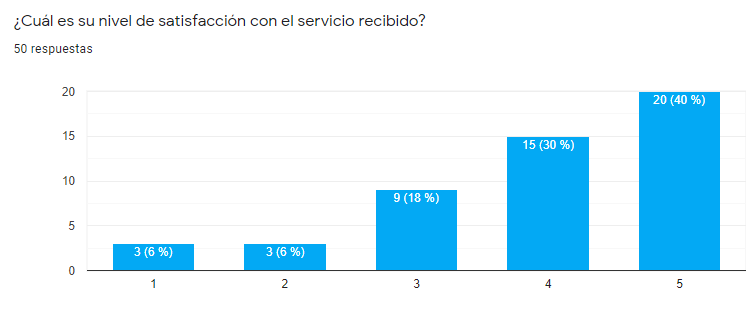 ¿Cuál es su nivel de satisfacción con el servicio recibido?
50 respuestas
20
15
10
5
0
3 (6 %)
3 (6 %)
9 (18 %)
15 (30 %)
20 (40 %)
1
2
3
4
5